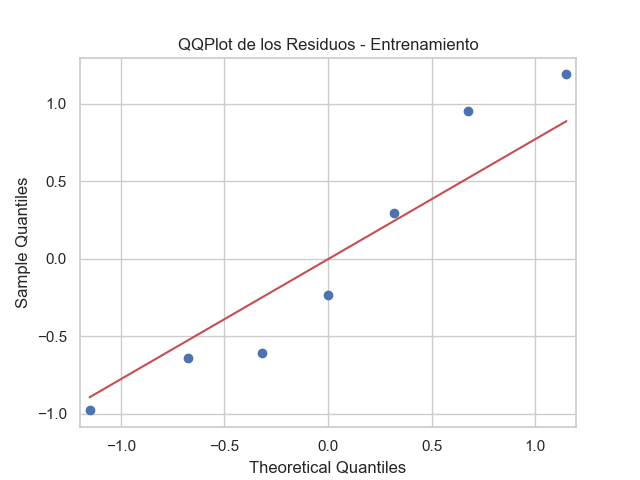 QQPlot de los Residuos - Entrenamiento
1.0
0.5
0.0
−0.5
−1.0
Sample Quantiles
−1.0 −0.5 0.0 0.5 1.0
Theoretical Quantiles